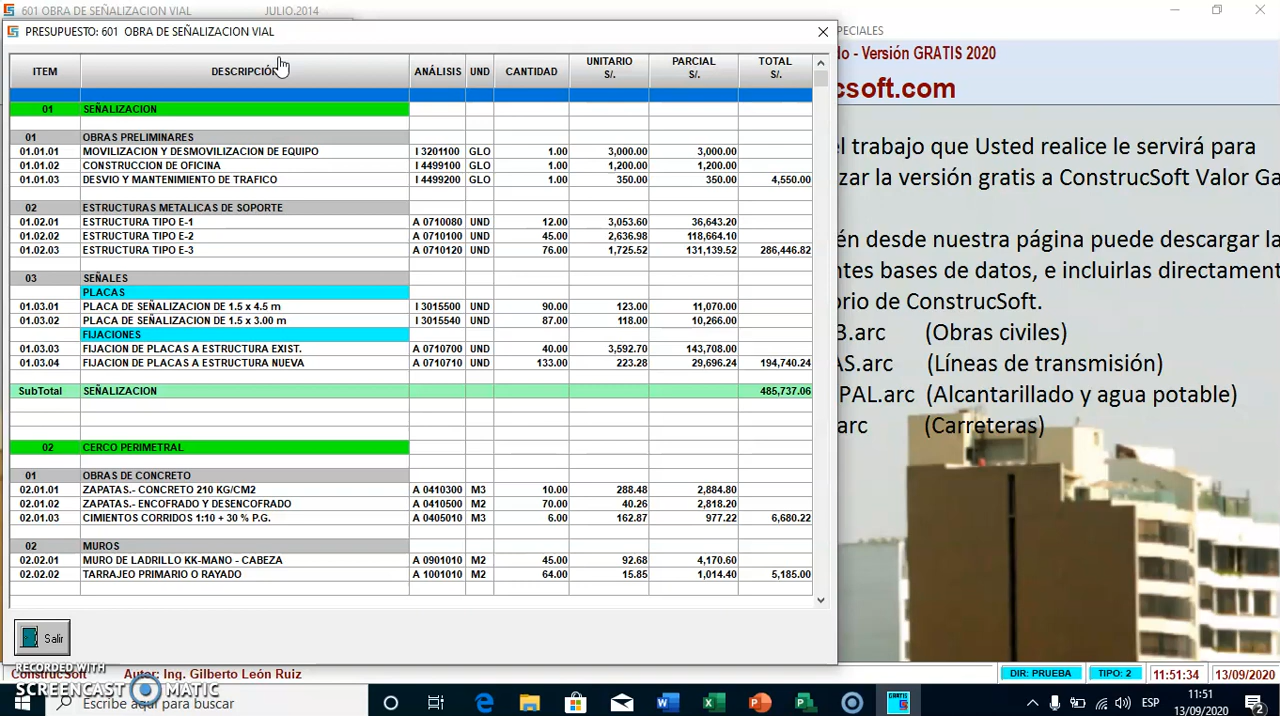 601 OBRA DE SEÑALIZACION VIAL JULIO.2014
PRESUPUESTO: 601 OBRA DE SEÑALIZACION VIAL
ITEM DESCRIPCIÓN ANÁLISIS UND CANTIDAD UNITARIO S/. PARCIAL S/. TOTAL S/.
01 SEÑALIZACION
01 OBRAS PRELIMINARES
01.01.01 MOVILIZACION Y DESMOVILIZACION DE EQUIPO I 3201100 GLO 1.00 3,000.00 3,000.00
01.01.02 CONSTRUCCION DE OFICINA I 4499100 GLO 1.00 1,200.00 1,200.00
01.01.03 DESVIO Y MANTENIMIENTO DE TRAFICO I 4499200 GLO 1.00 350.00 350.00 4,550.00
02 ESTRUCTURAS METALICAS DE SOPORTE
01.02.01 ESTRUCTURA TIPO E-1 A 0710080 UND 12.00 3,053.60 36,643.20
01.02.02 ESTRUCTURA TIPO E-2 A 0710100 UND 45.00 2,636.98 118,664.10
01.02.03 ESTRUCTURA TIPO E-3 A 0710120 UND 76.00 1,725.52 131,139.52 286,446.82
03 SEÑALES
PLACAS
01.03.01 PLACA DE SEÑALIZACION DE 1.5 x 4.5 m I 3015500 UND 90.00 123.00 11,070.00
01.03.02 PLACA DE SEÑALIZACION DE 1.5 x 3.00 m I 3015540 UND 87.00 118.00 10,266.00
FIJACIONES
01.03.03 FIJACION DE PLACAS A ESTRUCTURA EXIST. A 0710700 UND 40.00 3,592.70 143,708.00
01.03.04 FIJACION DE PLACAS A ESTRUCTURA NUEVA A 0710710 UND 133.00 223.28 29,696.24 194,740.24
SubTotal SEÑALIZACION 485,737.06
02 CERCO PERIMETRAL
01 OBRAS DE CONCRETO
02.01.01 ZAPATAS.- CONCRETO 210 KG/CM2 A 0410300 M3 10.00 288.48 2,884.80
02.01.02 ZAPATAS.- ENCOFRADO Y DESENCOFRADO A 0410500 M2 70.00 40.26 2,818.20
02.01.03 CIMIENTOS CORRIDOS 1:10 + 30 % P.G. A 0405010 M3 6.00 162.87 977.22 6,680.22
02 MUROS
02.02.01 MURO DE LADRILLO KK-MANO - CABEZA A 0901010 M2 45.00 92.68 4,170.60
02.02.02 TARRAJEO PRIMARIO O RAYADO A 1001010 M2 64.00 15.85 1,014.40 5,185.00
Salir
PECIALES
do - Versión GRATIS 2020
csoft.com
el trabajo que Usted realice le servirá para
zar la versión gratis a ConstrucSoft Valor Ga
én desde nuestra página puede descargar la
ntes bases de datos, e incluirlas directament
orio de ConstrucSoft.
B.arc (Obras civiles)
AS.arc (Líneas de transmisión)
PAL.arc (Alcantarillado y agua potable)
arc (Carreteras)
ConstrucSoft Autor: Ing. Gilberto León Ruiz DIR: PRUEBA TIPO: 2 11:51:34 13/09/2020
RECORDED WITH
SCREENCAST MATIC
Escribe aquí para buscar
GRATIS
ESP
11:51
13/09/2020
2